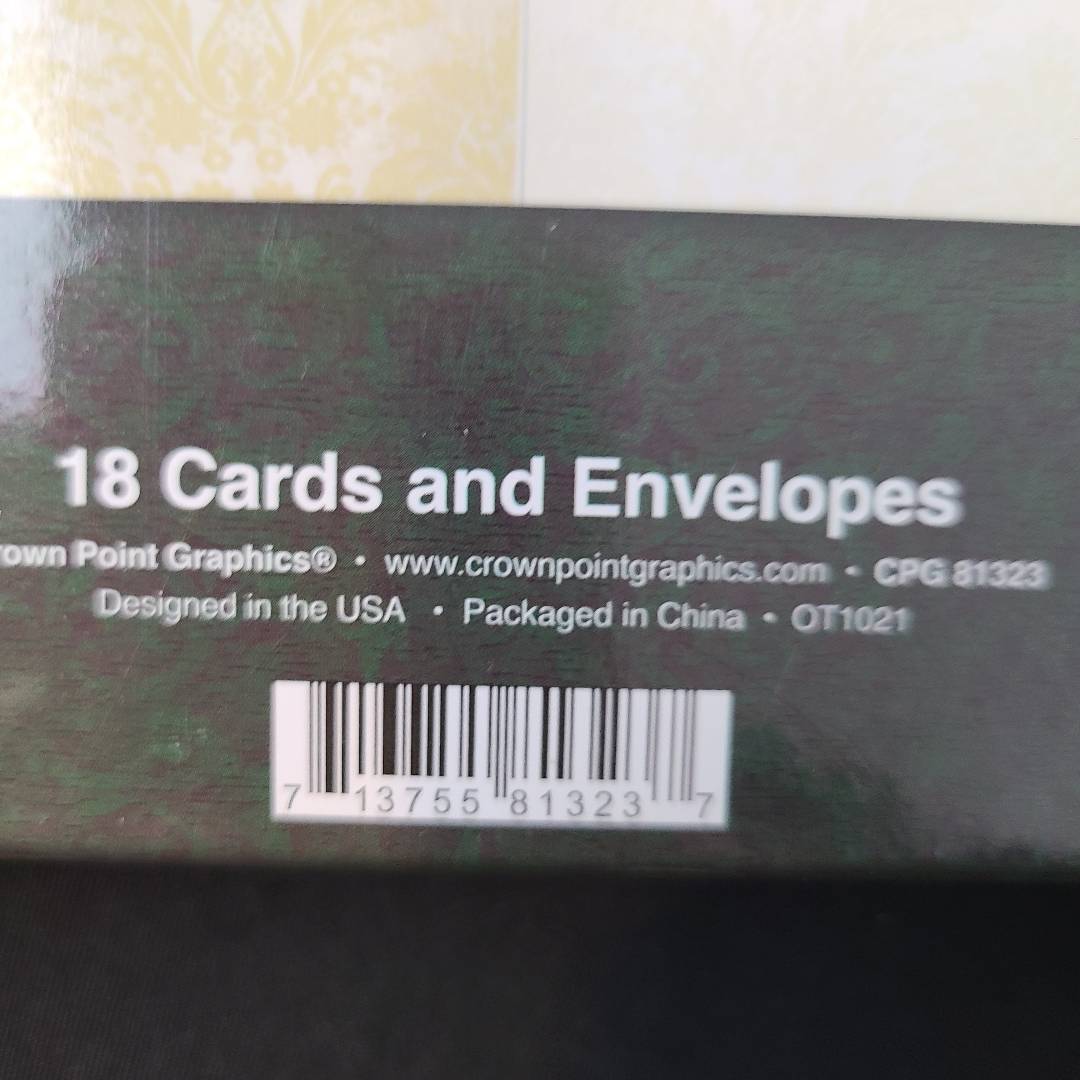 18 Cards and Envelopes
rown Point Graphics® • www.crownpointgraphics.com • CPG 81323
Designed in the USA • Packaged in China • OT1021
7 13755 81323 7